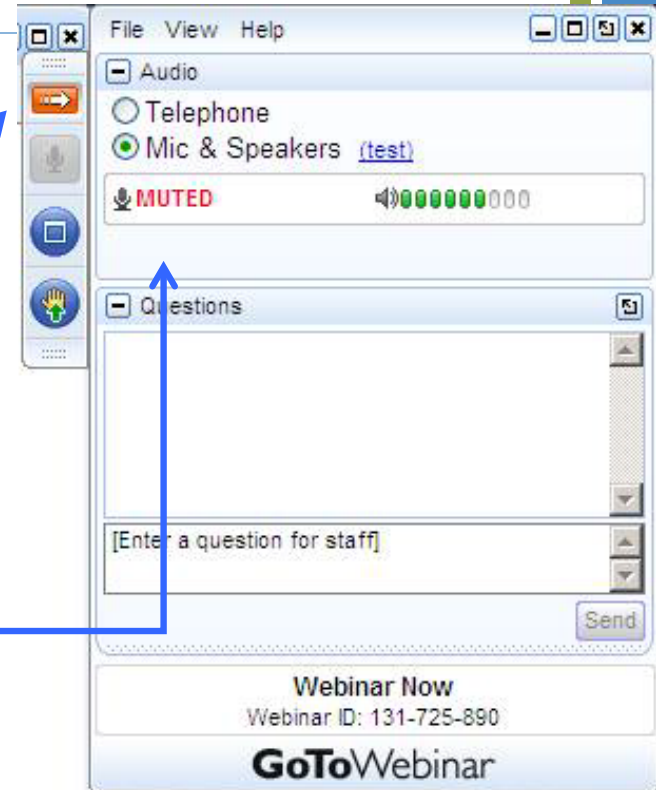 File View Help
Audio
Telephone
Mic & Speakers (test)
MUTED
Questions
[Enter a question for staff]
Send
Webinar Now
Webinar ID: 131-725-890
GoToWebinar